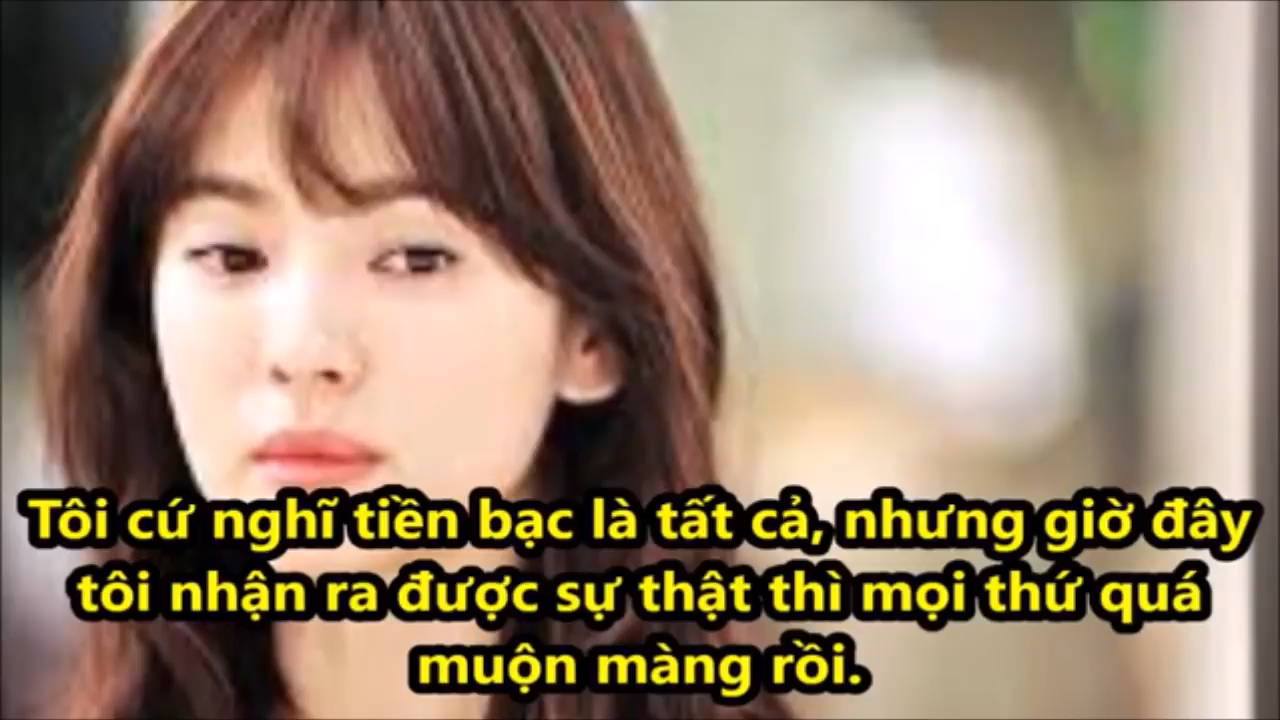 Tôi cứ nghĩ tiền bạc là tất cả, nhưng giờ đây
tôi nhận ra được sự thật thì mọi thứ quá
muộn màng rồi.